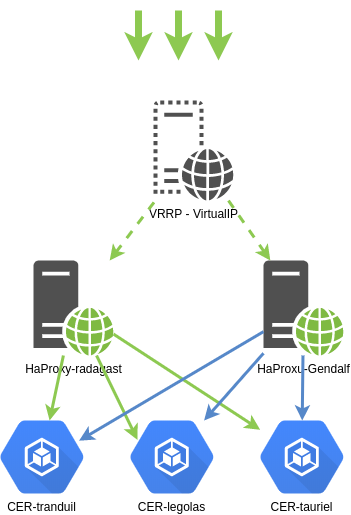 VRRP - VirtualIP
HaProxy-radagast
HaProxu-Gendalf
CER-tranduil
CER-legolas
CER-tauriel